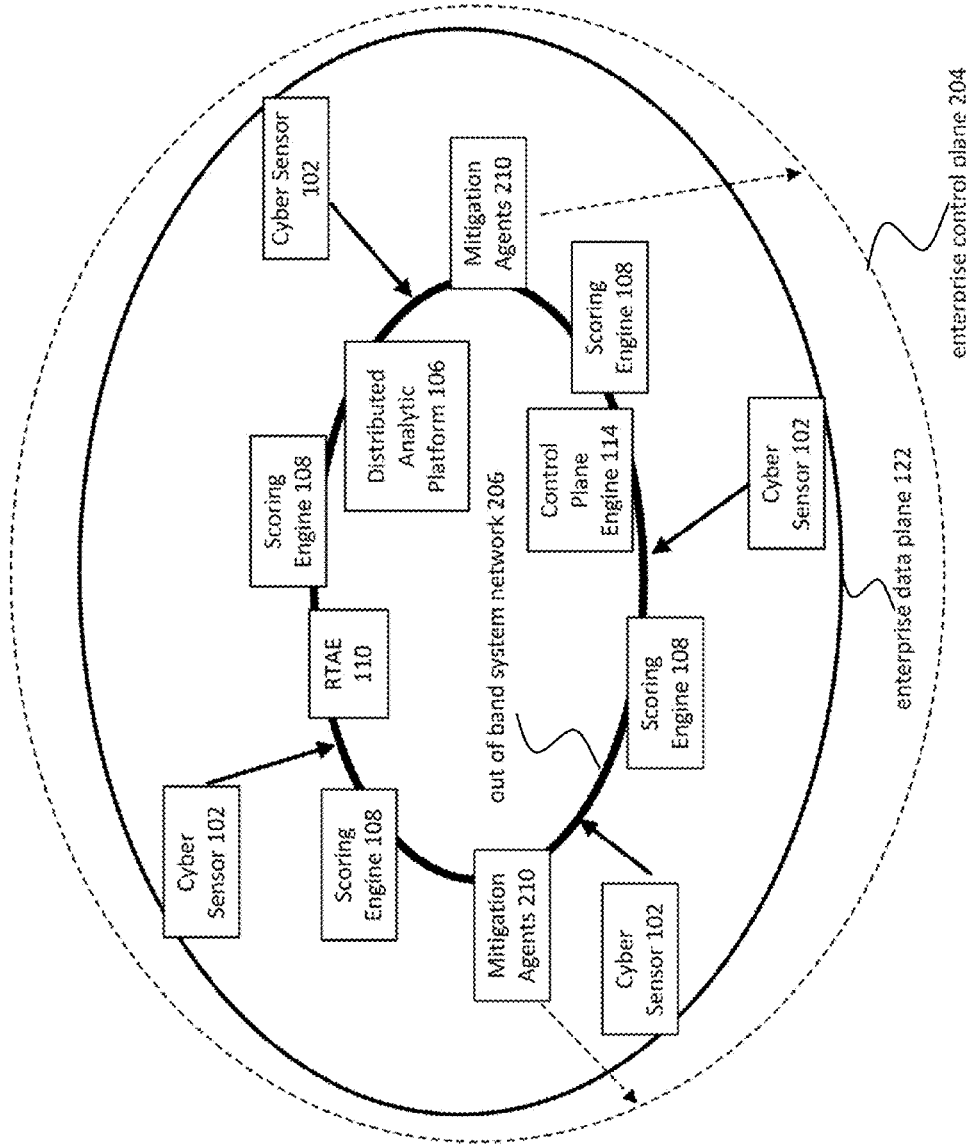 Cyber
Sensor 102
Cyber Sensor
102
Scoring
Engine 108
RTAE
110
Scoring
Engine 108
Distributed
Analytic
Platform 106
Mitigation
Agents 210
out of band system network 206
Mitigation
Agents 210
Control
Plane
Engine 114
Scoring
Engine 108
Cyber
Sensor 102
Scoring
Engine 108
Cyber
Sensor 102
enterprise data plane 122
enterprise control plane 204